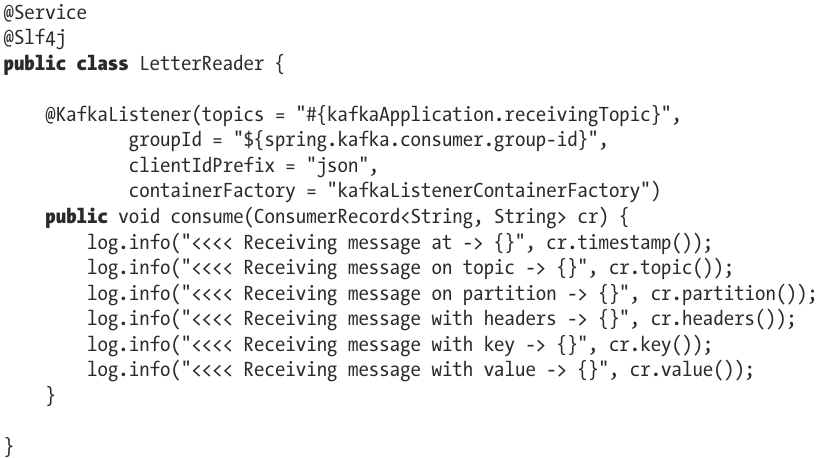 @Service
@Slf4j
public class LetterReader {

    @KafkaListener(topics = "#{kafkaApplication.receivingTopic}",
            groupId = "${spring.kafka.consumer.group-id}",
            clientIdPrefix = "json",
            containerFactory = "kafkaListenerContainerFactory")
    public void consume(ConsumerRecord<String, String> cr) {
        log.info("<<<< Receiving message at -> {}", cr.timestamp());
        log.info("<<<< Receiving message on topic -> {}", cr.topic());
        log.info("<<<< Receiving message on partition -> {}", cr.partition());
        log.info("<<<< Receiving message with headers -> {}", cr.headers());
        log.info("<<<< Receiving message with key -> {}", cr.key());
        log.info("<<<< Receiving message with value -> {}", cr.value());
    }

}